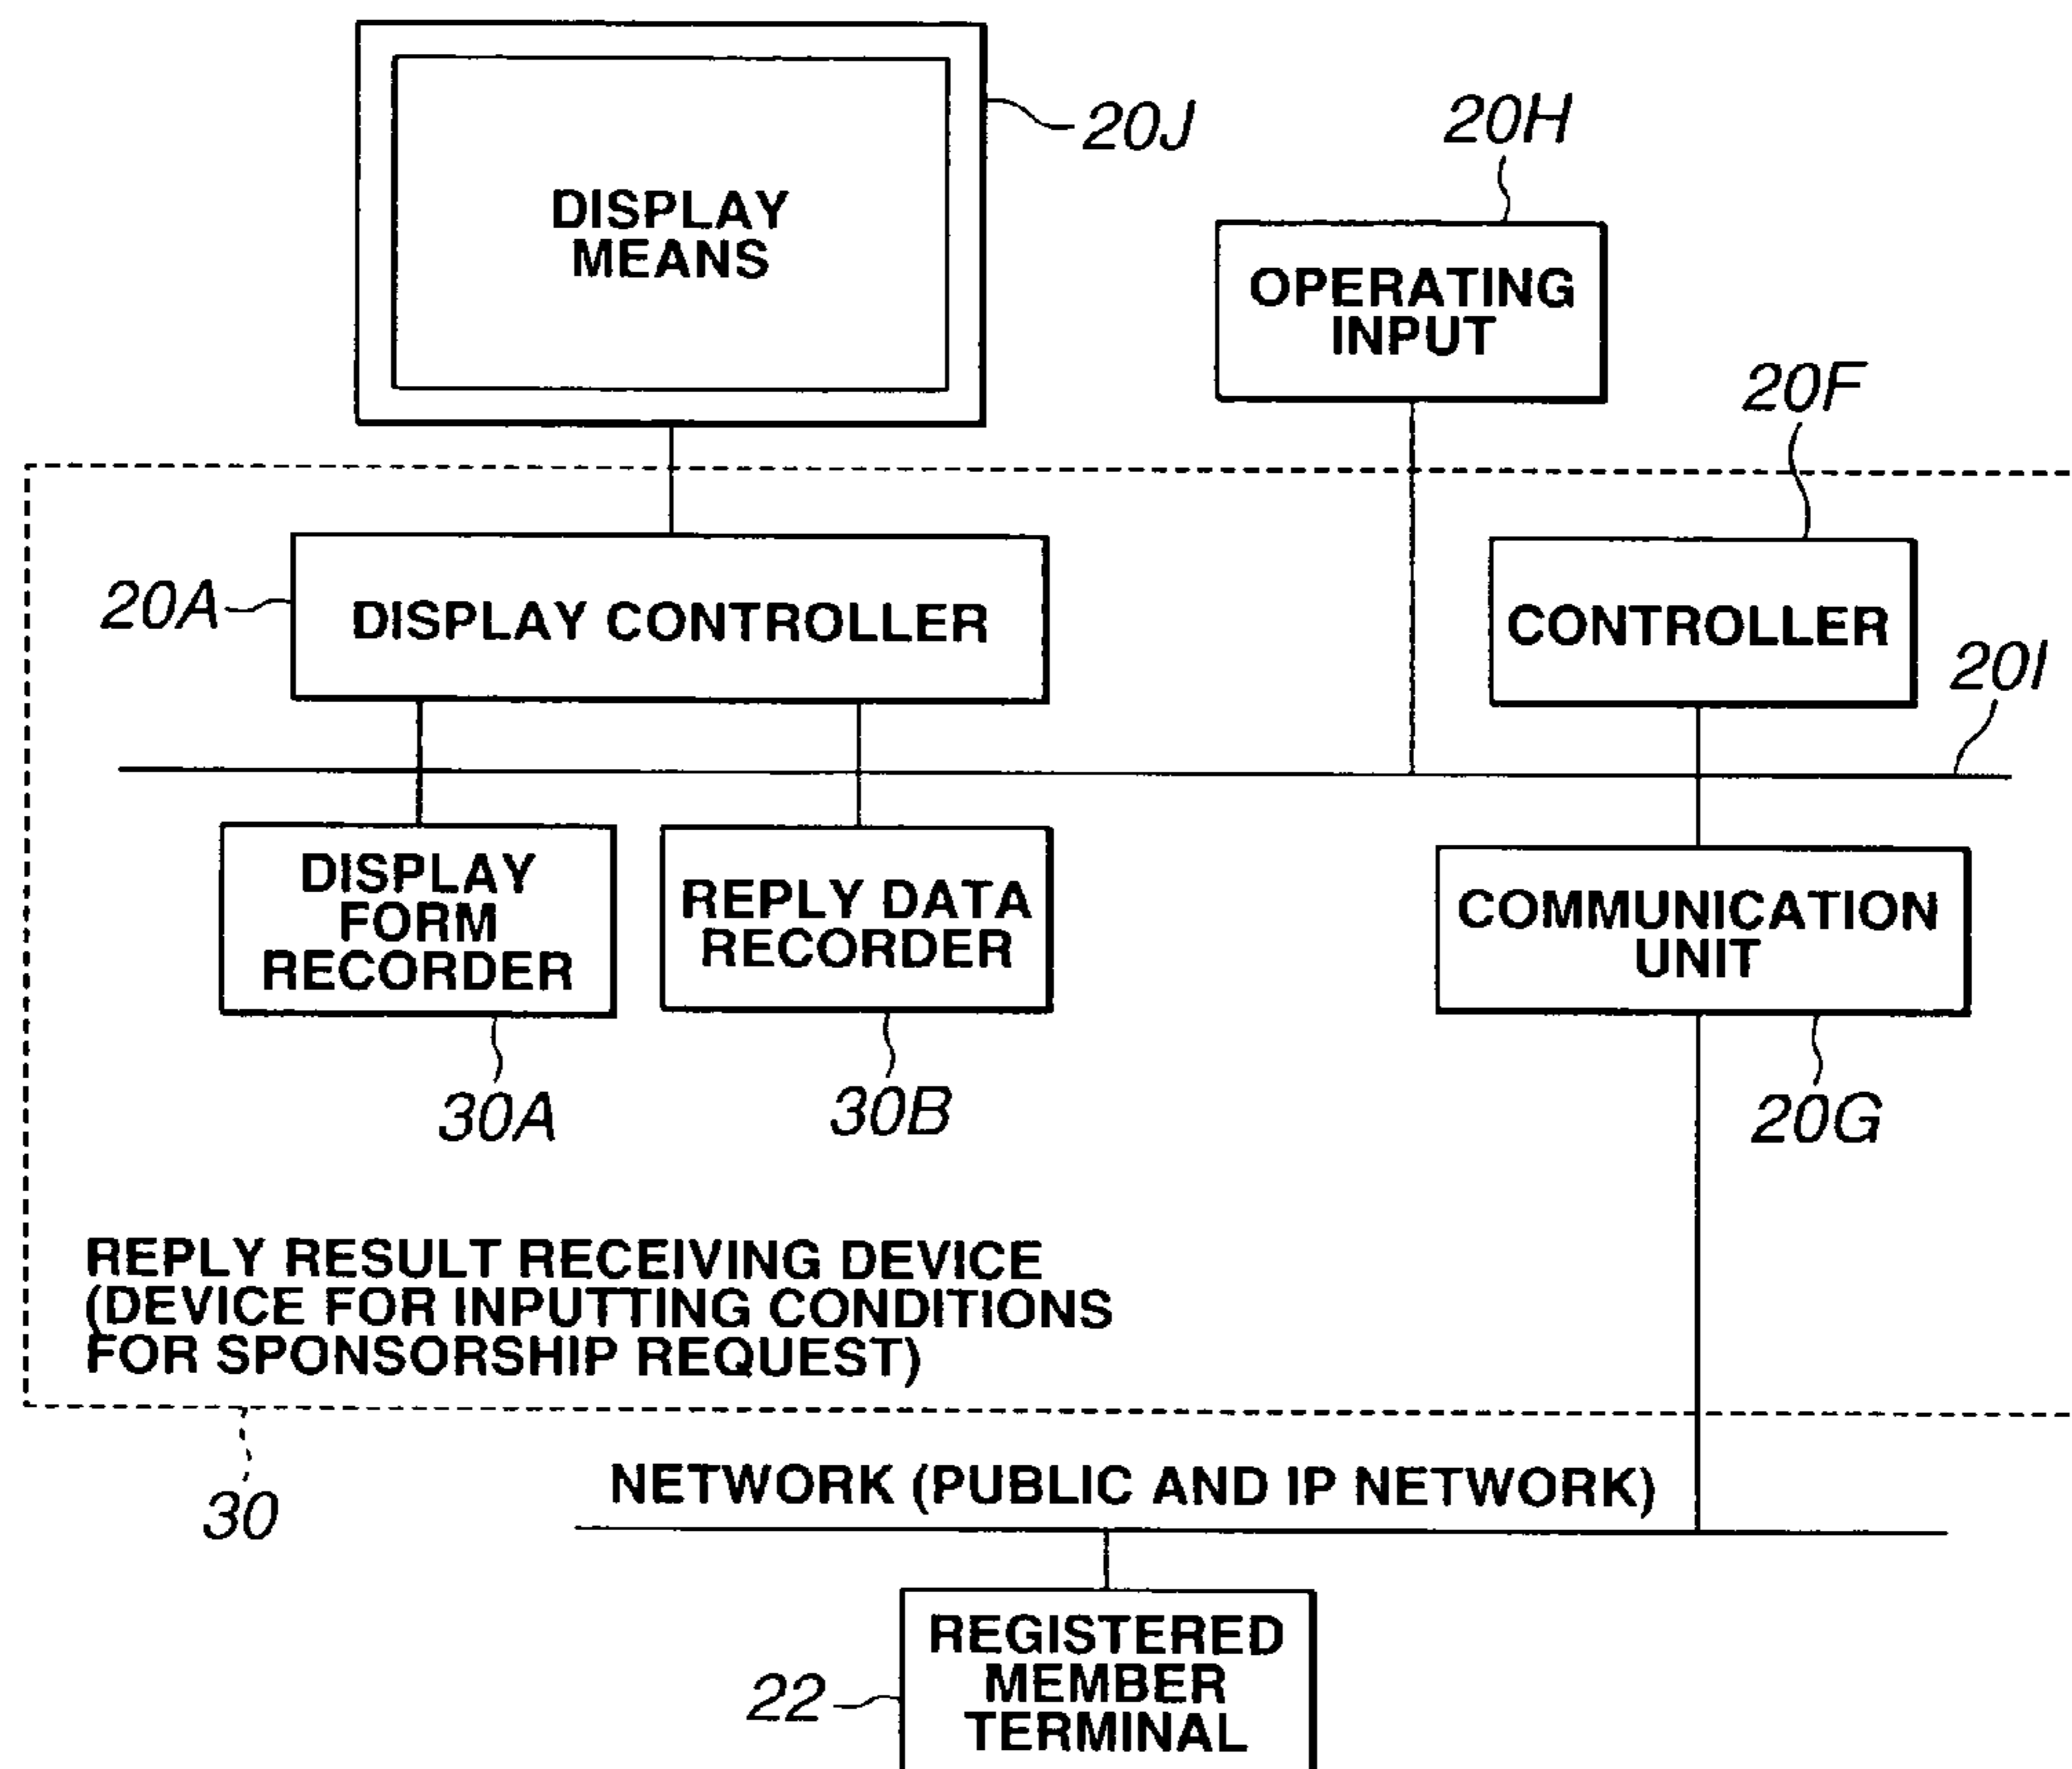 20J
20H
DISPLAY
MEANS
OPERATING
INPUT
20F
20A
DISPLAY CONTROLLER
CONTROLLER
20I
DISPLAY
FORM
RECORDER
REPLY DATA
RECORDER
COMMUNICATION
UNIT
30A
30B
20G
REPLY RESULT RECEIVING DEVICE
(DEVICE FOR INPUTTING CONDITIONS
FOR SPONSORSHIP REQUEST)
30
NETWORK (PUBLIC AND IP NETWORK)
22
REGISTERED
MEMBER
TERMINAL